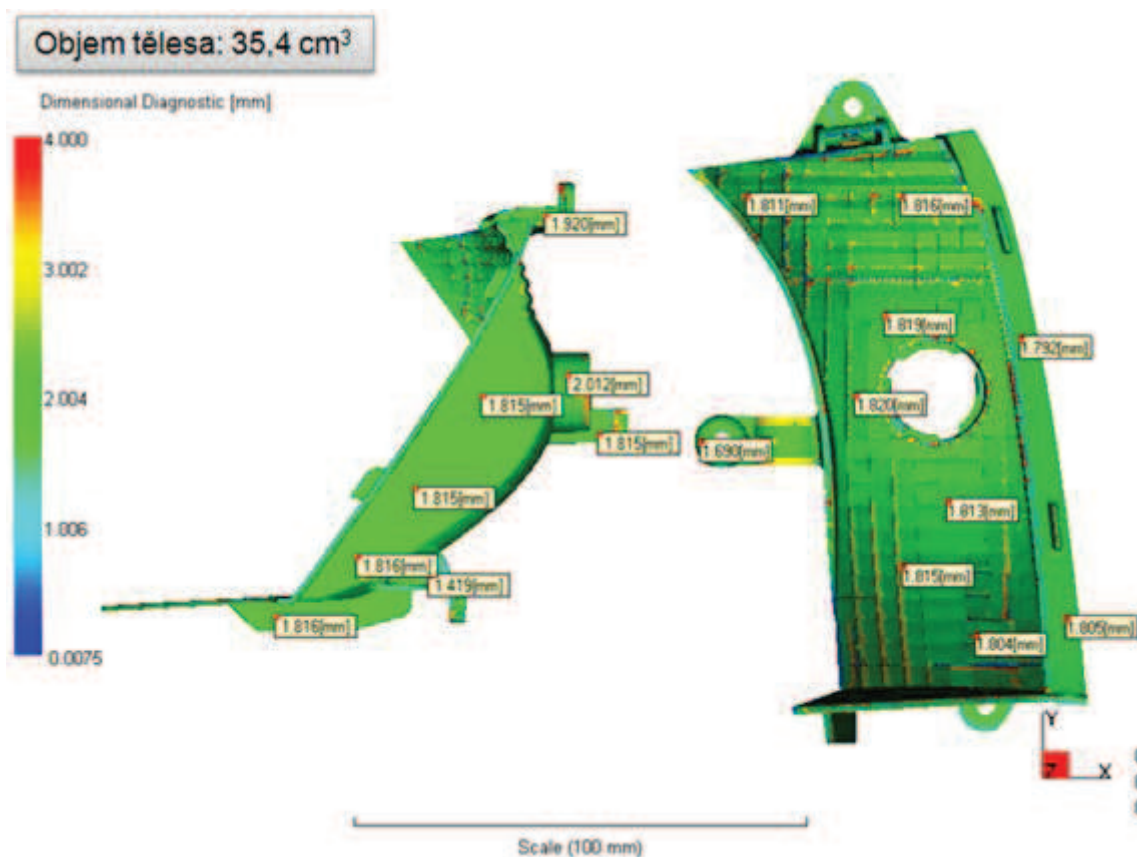 Objem tělesa: 35,4 cm³
Dimensional Diagnostic [mm]
4.000
3.002
2.004
1.006
0.0075
1.920[mm]
2.012[mm]
1.815[mm]
1.815[mm]
1.815[mm]
1.816[mm]
1.419[mm]
1.816[mm]
1.811[mm]
1.816[mm]
1.819[mm]
1.792[mm]
1.820[mm]
1.690[mm]
1.813[mm]
1.815[mm]
1.805[mm]
1.804[mm]
Y
Z X
Scale (100 mm)